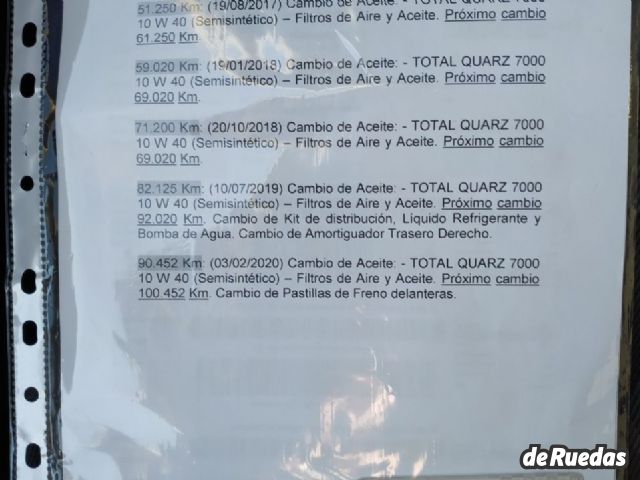 51.250 Km: (19/08/2017) Cambio de Aceite: - TOTAL QUARZ 7000
10 W 40 (Semisintético) – Filtros de Aire y Aceite. Próximo cambio
61.250 Km.
59.020 Km: (19/01/2018) Cambio de Aceite: - TOTAL QUARZ 7000
10 W 40 (Semisintético) – Filtros de Aire y Aceite. Próximo cambio
69.020 Km.
71.200 Km: (20/10/2018) Cambio de Aceite: - TOTAL QUARZ 7000
10 W 40 (Semisintético) – Filtros de Aire y Aceite. Próximo cambio
69.020 Km.
82.125 Km: (10/07/2019) Cambio de Aceite: - TOTAL QUARZ 7000
10 W 40 (Semisintético) – Filtros de Aire y Aceite. Próximo cambio
92.020 Km. Cambio de Kit de distribución, Líquido Refrigerante y
Bomba de Agua. Cambio de Amortiguador Trasero Derecho.
90.452 Km: (03/02/2020) Cambio de Aceite: - TOTAL QUARZ 7000
10 W 40 (Semisintético) – Filtros de Aire y Aceite. Próximo cambio
100.452 Km. Cambio de Pastillas de Freno delanteras.
deRuedas